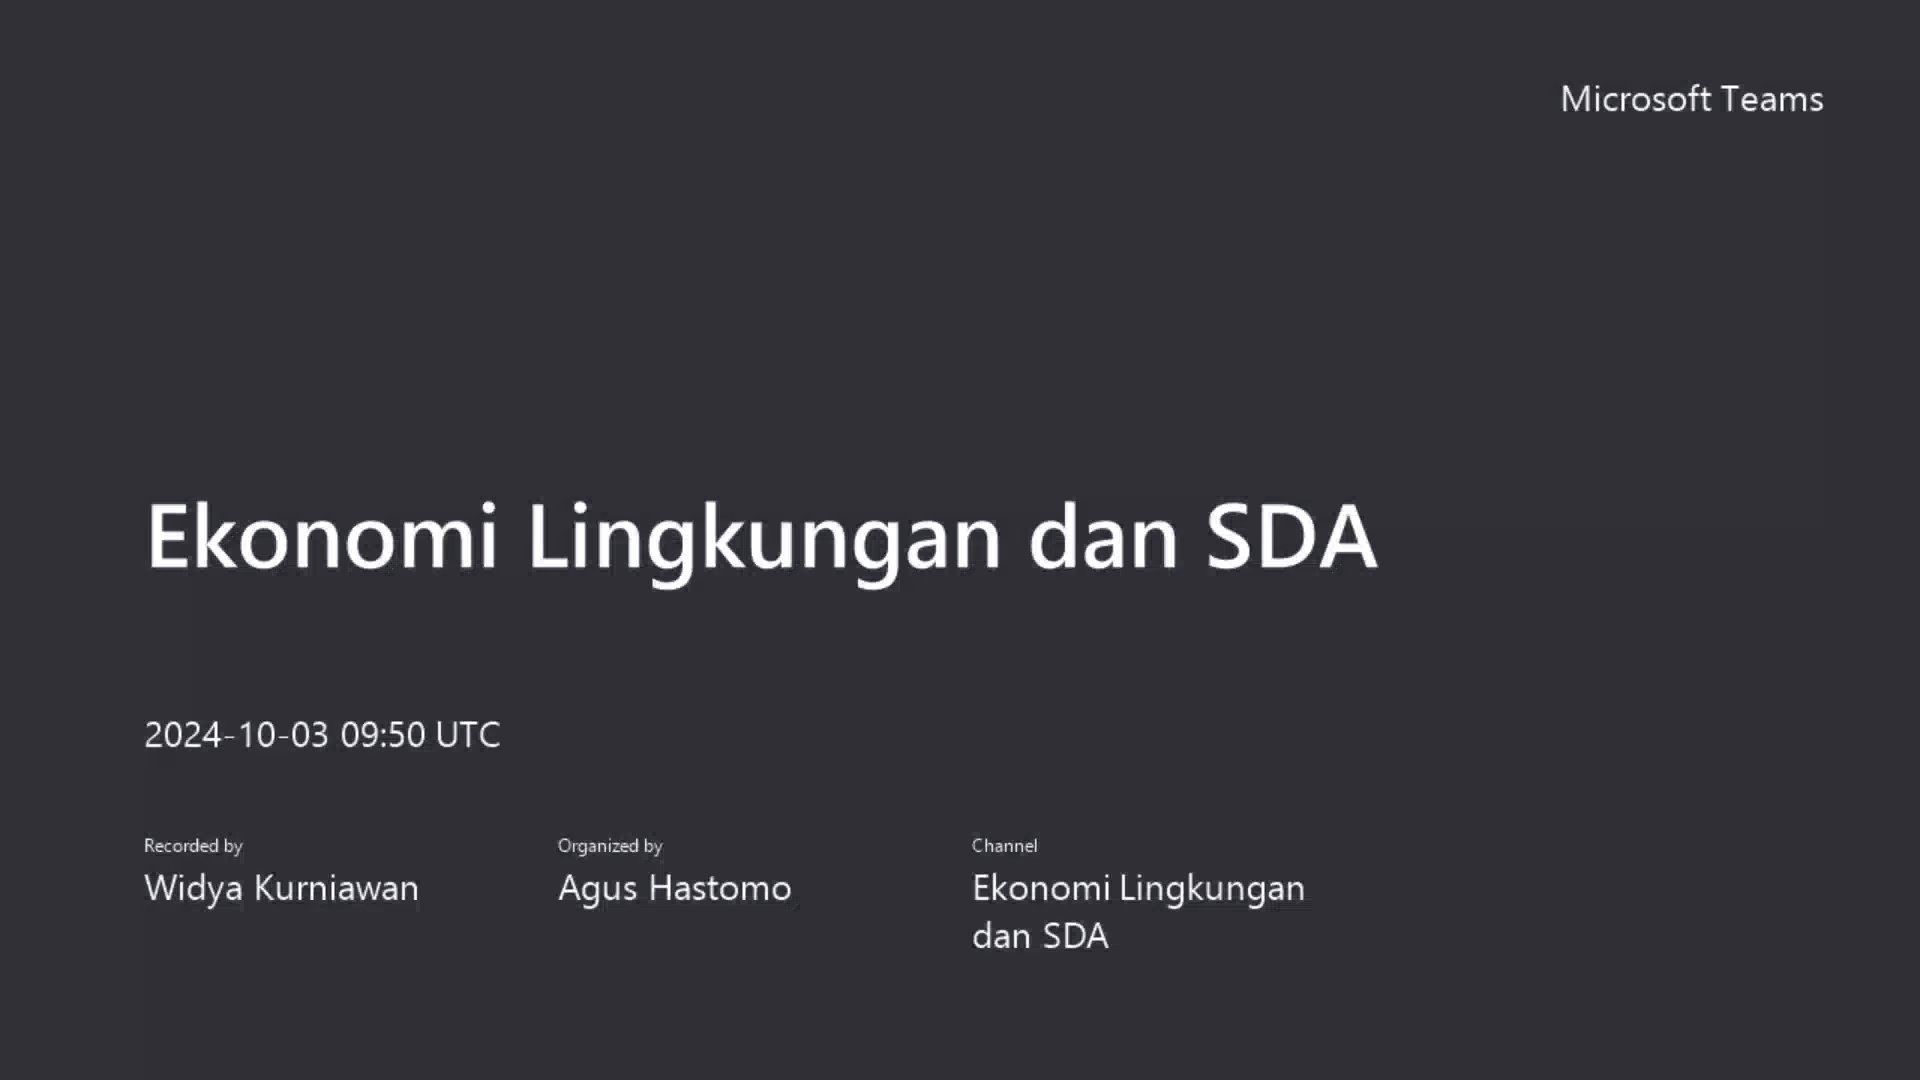 Microsoft Teams
Ekonomi Lingkungan dan SDA
2024-10-03 09:50 UTC
Recorded by
Widya Kurniawan
Organized by
Agus Hastomo
Channel
Ekonomi Lingkungan
dan SDA